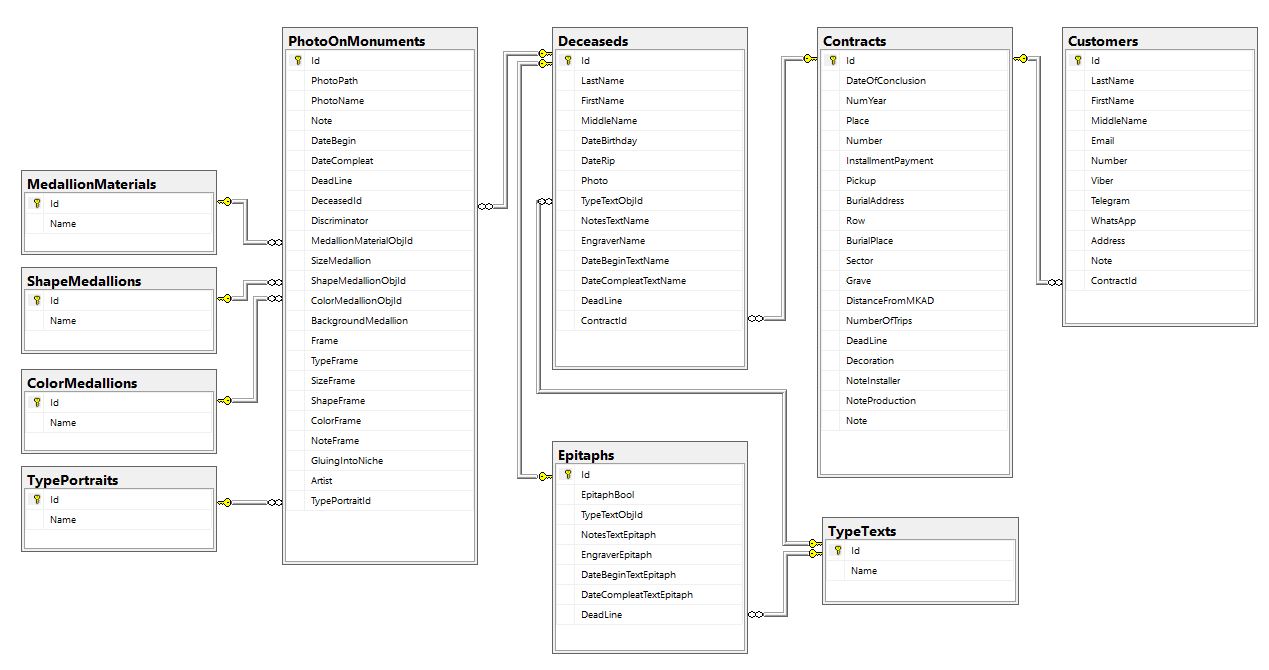 MedallionMaterials
Id
Name
ShapeMedallions
Id
Name
ColorMedallions
Id
Name
TypePortraits
Id
Name
PhotoOnMonuments
Id
PhotoPath
PhotoName
Note
DateBegin
DateCompleat
DeadLine
DeceasedId
Discriminator
MedallionMaterialObjId
SizeMedallion
ShapeMedallionObjId
ColorMedallionObjId
BackgroundMedallion
Frame
TypeFrame
SizeFrame
ShapeFrame
ColorFrame
NoteFrame
GluingIntoNiche
Artist
TypePortraitId
Deceaseds
Id
LastName
FirstName
MiddleName
DateBirthday
DateRip
Photo
TypeTextObjId
NotesTextName
EngraverName
DateBeginTextName
DateCompleatTextName
DeadLine
ContractId
Epitaphs
Id
EpitaphBool
TypeTextObjId
NotesTextEpitaph
EngraverEpitaph
DateBeginTextEpitaph
DateCompleatTextEpitaph
DeadLine
Contracts
Id
DateOfConclusion
NumYear
Place
Number
InstallmentPayment
Pickup
BurialAddress
Row
BurialPlace
Sector
Grave
DistanceFromMKAD
NumberOfTrips
DeadLine
Decoration
NoteInstaller
NoteProduction
Note
TypeTexts
Id
Name
Customers
Id
LastName
FirstName
MiddleName
Email
Number
Viber
Telegram
WhatsApp
Address
Note
ContractId